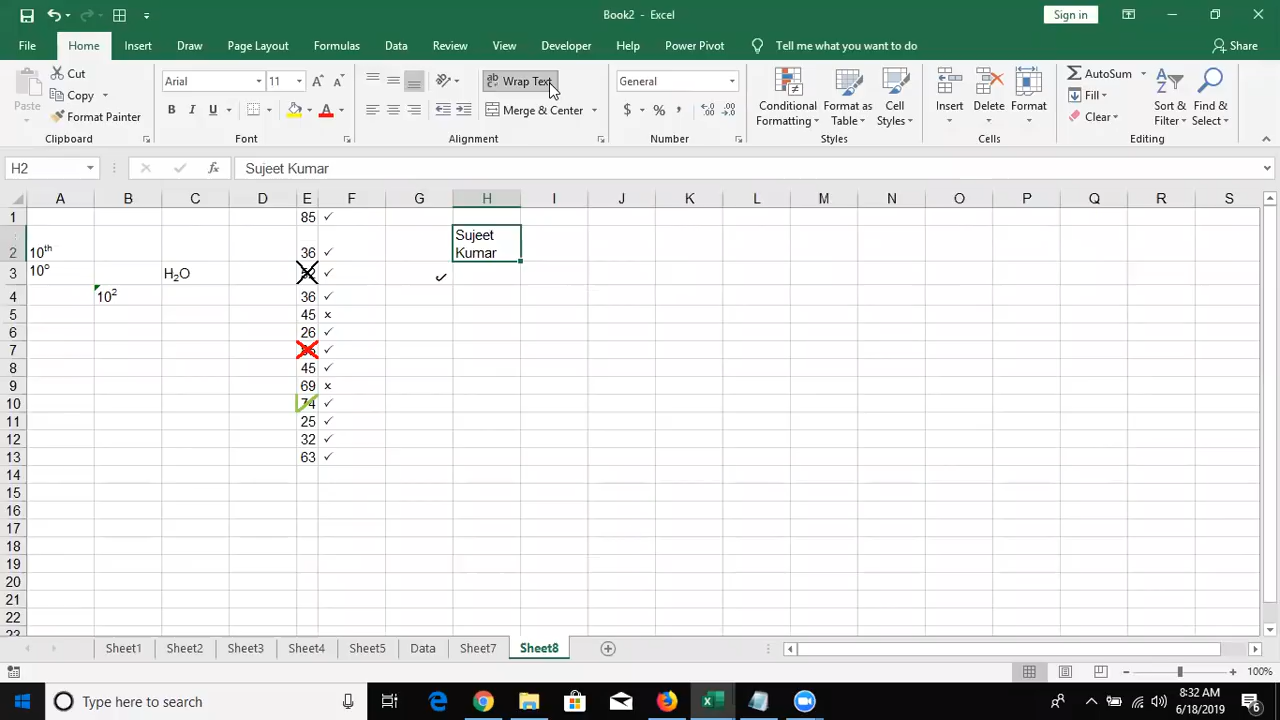 Book2 - Excel
Sign in
File Home Insert Draw Page Layout Formulas Data Review View Developer Help Power Pivot Tell me what you want to do Share
Paste
Cut
Copy
Format Painter
Clipboard
Arial 11
B I U
Font
Wrap Text
Merge & Center
Alignment
General
$ % ,
Number
Conditional Formatting
Format as Table
Cell Styles
Styles
Insert Delete Format
Cells
AutoSum
Fill
Clear
Sort & Filter
Find & Select
Editing
H2 fx Sujeet Kumar
A B C D E F G H I J K L M N O P Q R S
1 85 ✓
2 10th 36 ✓ Sujeet Kumar
3 10° H₂O ✓ ✓
4 10² 36 ✓
5 45 x
6 26 ✓
7 ✓
8 45 ✓
9 69 x
10 74 ✓
11 25 ✓
12 32 ✓
13 63 ✓
14
15
16
17
18
19
20
21
22
23
Sheet1 Sheet2 Sheet3 Sheet4 Sheet5 Data Sheet7 Sheet8
100%
Type here to search
8:32 AM
6/18/2019
6